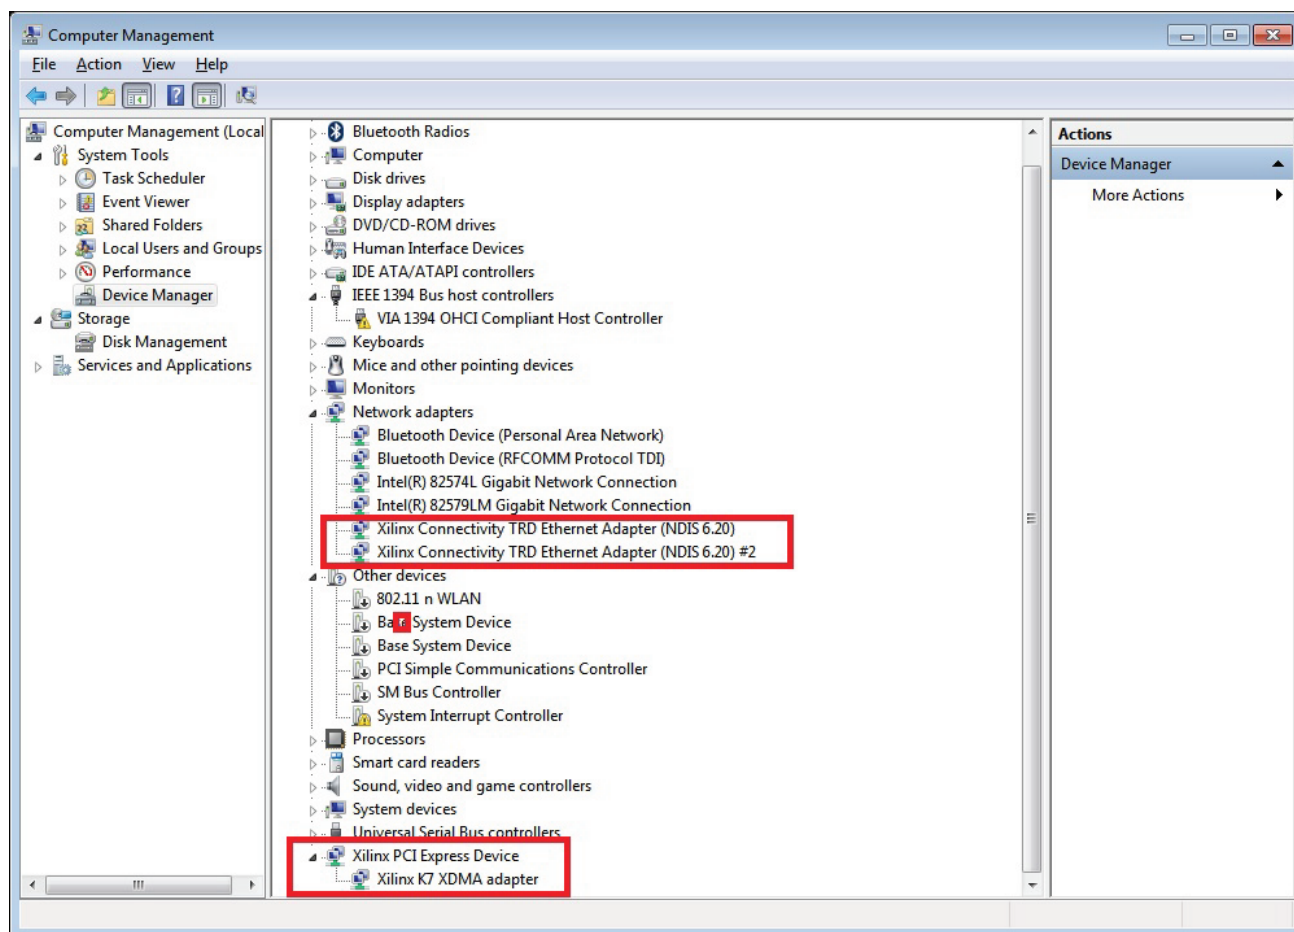 Computer Management
File Action View Help
Computer Management (Local
System Tools
Task Scheduler
Event Viewer
Shared Folders
Local Users and Groups
Performance
Device Manager
Storage
Disk Management
Services and Applications
Bluetooth Radios
Computer
Disk drives
Display adapters
DVD/CD-ROM drives
Human Interface Devices
IDE ATA/ATAPI controllers
IEEE 1394 Bus host controllers
VIA 1394 OHCI Compliant Host Controller
Keyboards
Mice and other pointing devices
Monitors
Network adapters
Bluetooth Device (Personal Area Network)
Bluetooth Device (RFCOMM Protocol TDI)
Intel(R) 82574L Gigabit Network Connection
Intel(R) 82579LM Gigabit Network Connection
Xilinx Connectivity TRD Ethernet Adapter (NDIS 6.20)
Xilinx Connectivity TRD Ethernet Adapter (NDIS 6.20) #2
Other devices
802.11 n WLAN
System Device
Base System Device
PCI Simple Communications Controller
SM Bus Controller
System Interrupt Controller
Processors
Smart card readers
Sound, video and game controllers
System devices
Universal Serial Bus controllers
Xilinx PCI Express Device
Xilinx K7 XDMA adapter
Actions
Device Manager
More Actions